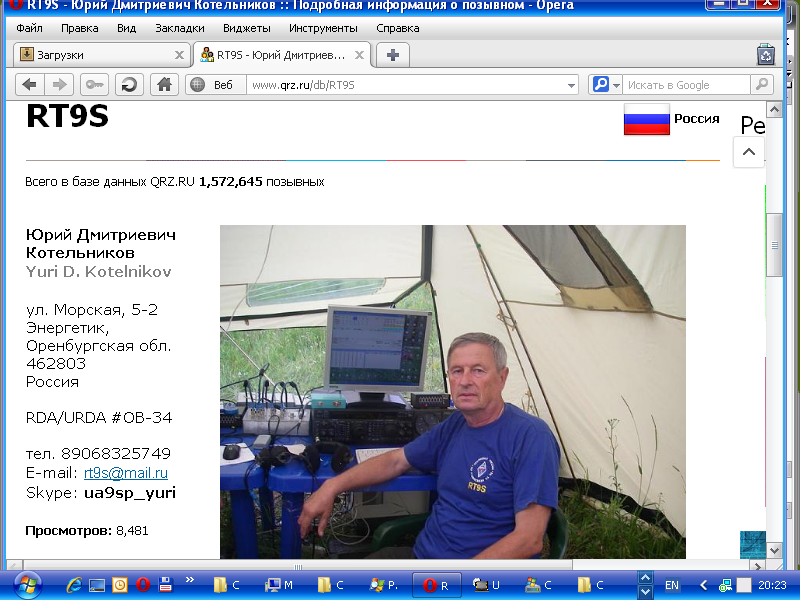 RT9S - Юрий Дмитриевич Котельников :: Подробная информация о позывном - Opera
Файл Правка Вид Закладки Виджеты Инструменты Справка
Загрузки
RT9S - Юрий Дмитриев...
Веб
www.qrz.ru/db/RT9S
Искать в Google
RT9S
Россия
Ре
Всего в базе данных QRZ.RU 1,572,645 позывных
Юрий Дмитриевич
Котельников
Yuri D. Kotelnikov
ул. Морская, 5-2
Энергетик,
Оренбургская обл.
462803
Россия
RDA/URDA #OB-34
тел. 89068325749
E-mail: rt9s@mail.ru
Skype: ua9sp_yuri
Просмотров: 8,481
RT9S
» С М С Р. R U С С EN 20:23